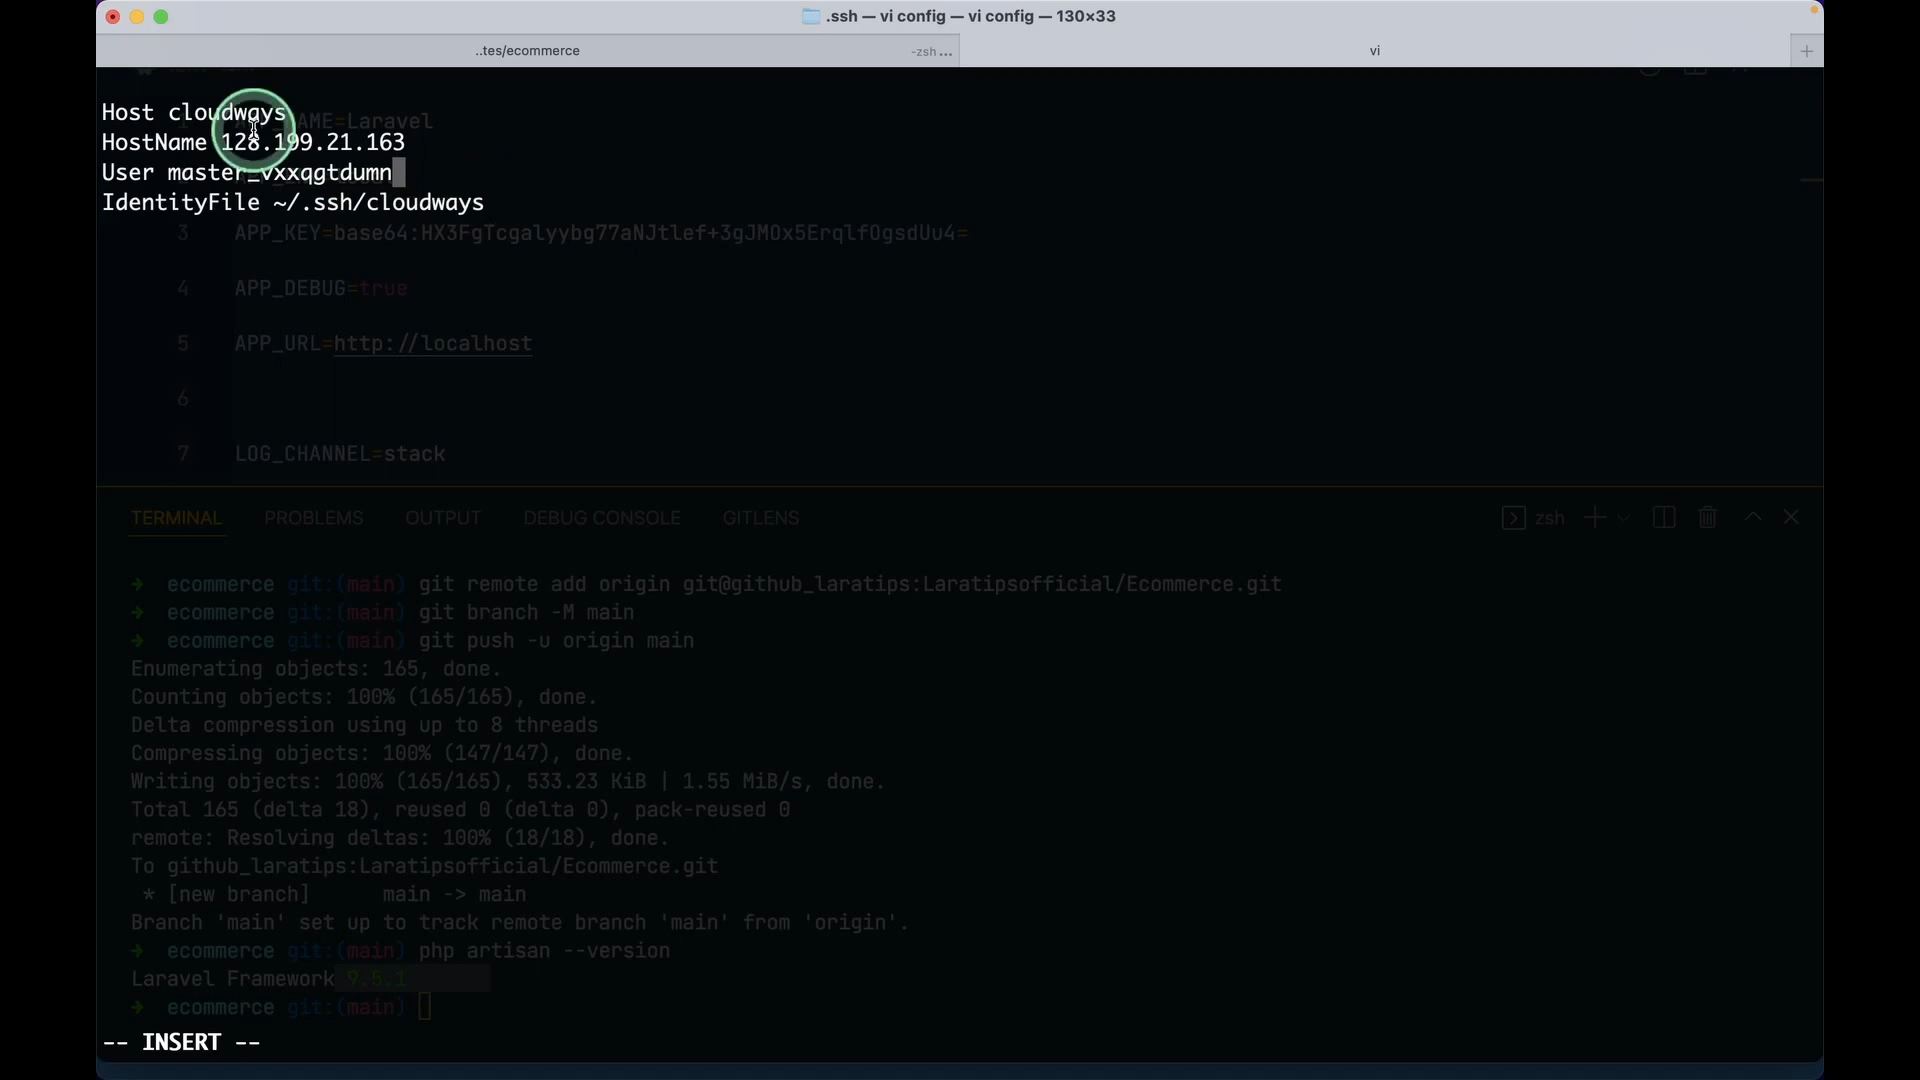 .ssh — vi config — vi config — 130×33
..tes/ecommerce
-zsh ...
vi
Host cloudways
HostName 128.199.21.163
User master_vxxqgtdumn
IdentityFile ~/.ssh/cloudways
NAME=Laravel
3 APP_KEY=base64:HX3FgTcgalyybg77aNJtlef+3gJMOx5ErqlfOgsdUu4=
4 APP_DEBUG=true
5 APP_URL=http://localhost
6
7 LOG_CHANNEL=stack
TERMINAL PROBLEMS OUTPUT DEBUG CONSOLE GITLENS
zsh
ecommerce git:(main) git remote add origin git@github_laratips:Laratipsofficial/Ecommerce.git
ecommerce git:(main) git branch -M main
ecommerce git:(main) git push -u origin main
Enumerating objects: 165, done.
Counting objects: 100% (165/165), done.
Delta compression using up to 8 threads
Compressing objects: 100% (147/147), done.
Writing objects: 100% (165/165), 533.23 KiB | 1.55 MiB/s, done.
Total 165 (delta 18), reused 0 (delta 0), pack-reused 0
remote: Resolving deltas: 100% (18/18), done.
To github_laratips:Laratipsofficial/Ecommerce.git
* [new branch] main -> main
Branch 'main' set up to track remote branch 'main' from 'origin'.
ecommerce git:(main) php artisan --version
Laravel Framework 9.5.1
ecommerce git:(main)
-- INSERT --